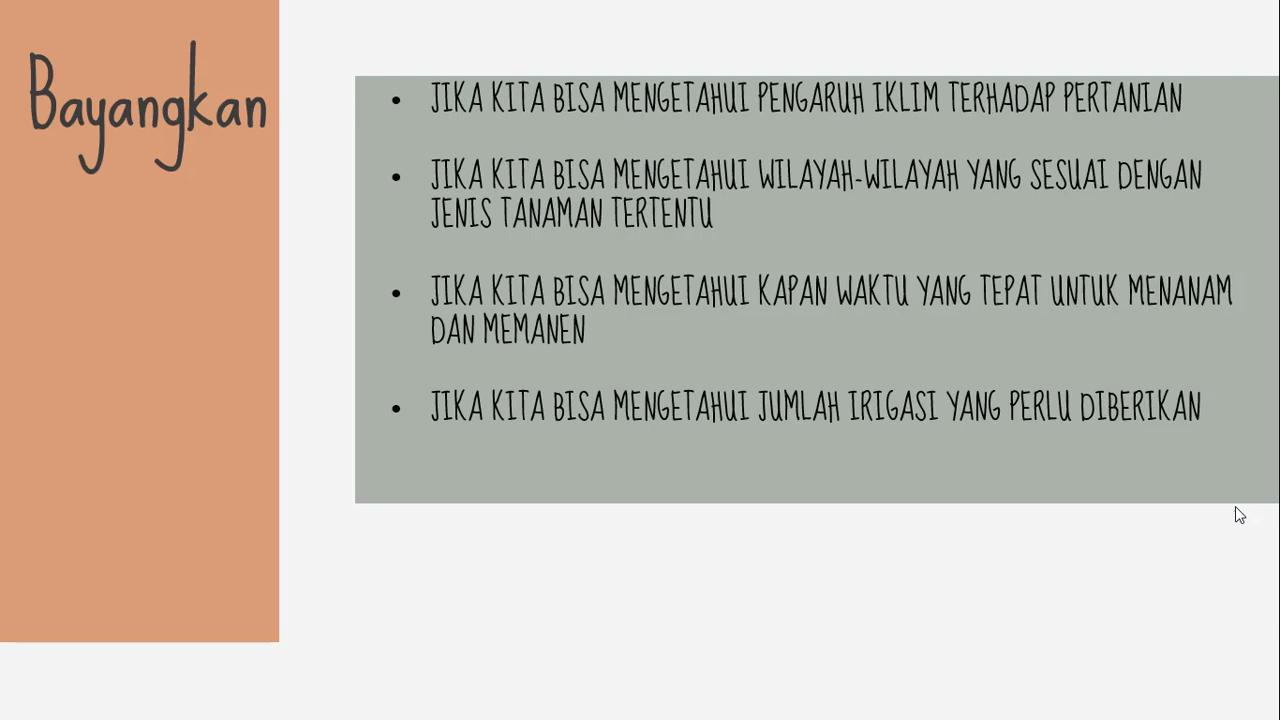 Bayangkan
• JIKA KITA BISA MENGETAHUI PENGARUH IKLIM TERHADAP PERTANIAN
• JIKA KITA BISA MENGETAHUI WILAYAH-WILAYAH YANG SESUAI DENGAN
JENIS TANAMAN TERTENTU
• JIKA KITA BISA MENGETAHUI KAPAN WAKTU YANG TEPAT UNTUK MENANAM
DAN MEMANEN
• JIKA KITA BISA MENGETAHUI JUMLAH IRIGASI YANG PERLU DIBERIKAN